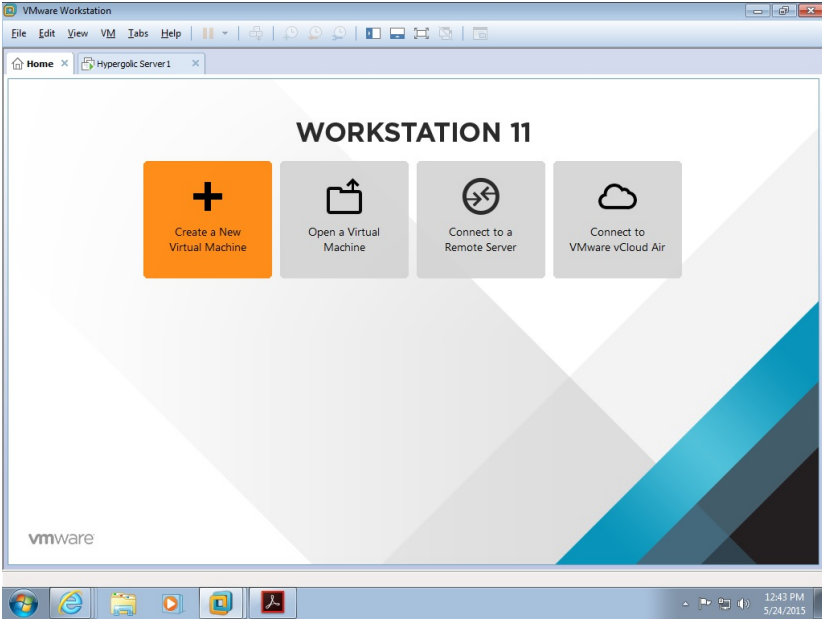 VMware Workstation
File Edit View VM Tabs Help
Home Hypergolic Server1
WORKSTATION 11
Create a New
Virtual Machine
Open a Virtual
Machine
Connect to a
Remote Server
Connect to
VMware vCloud Air
vmware
12:43 PM
5/24/2015